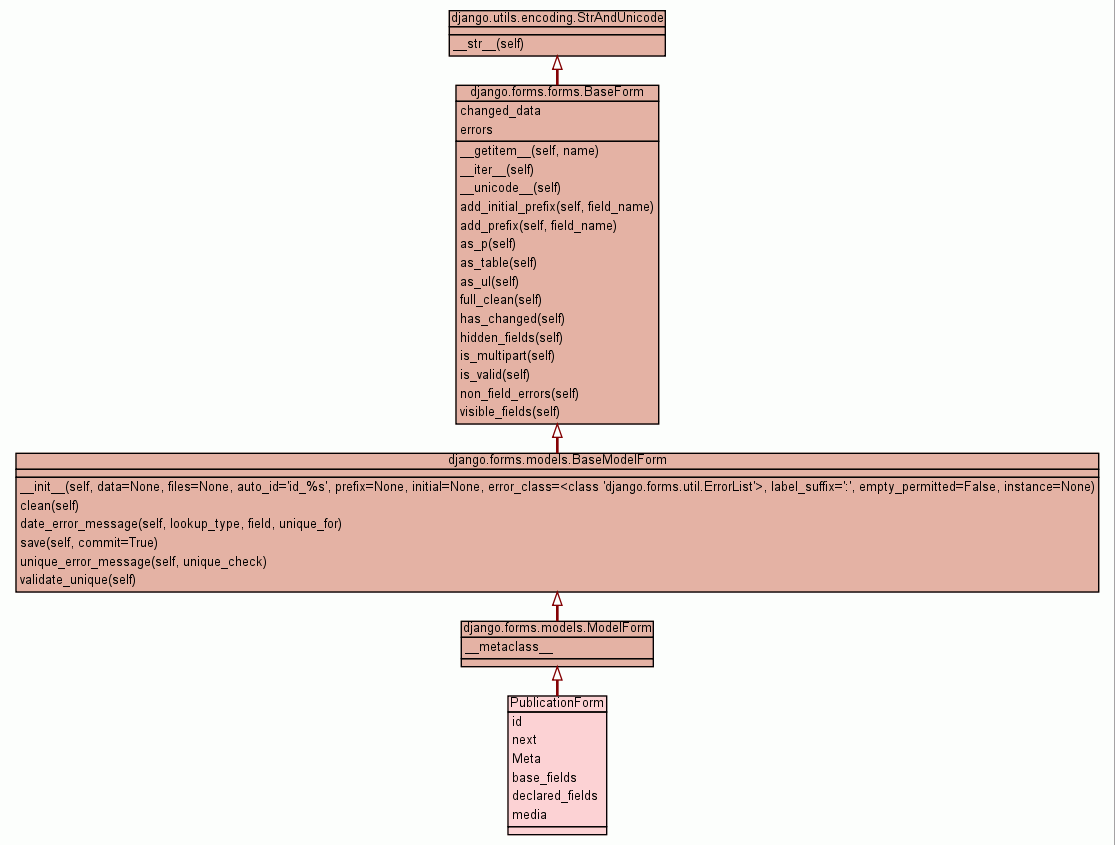 django.utils.encoding.StrAndUnicode
__str__(self)
django.forms.forms.BaseForm
changed_data
errors
__getitem__(self, name)
__iter__(self)
__unicode__(self)
add_initial_prefix(self, field_name)
add_prefix(self, field_name)
as_p(self)
as_table(self)
as_ul(self)
full_clean(self)
has_changed(self)
hidden_fields(self)
is_multipart(self)
is_valid(self)
non_field_errors(self)
visible_fields(self)
django.forms.models.BaseModelForm
__init__(self, data=None, files=None, auto_id='id_%s', prefix=None, initial=None, error_class=<class 'django.forms.util.ErrorList'>, label_suffix=':', empty_permitted=False, instance=None)
clean(self)
date_error_message(self, lookup_type, field, unique_for)
save(self, commit=True)
unique_error_message(self, unique_check)
validate_unique(self)
django.forms.models.ModelForm
__metaclass__
PublicationForm
id
next
Meta
base_fields
declared_fields
media